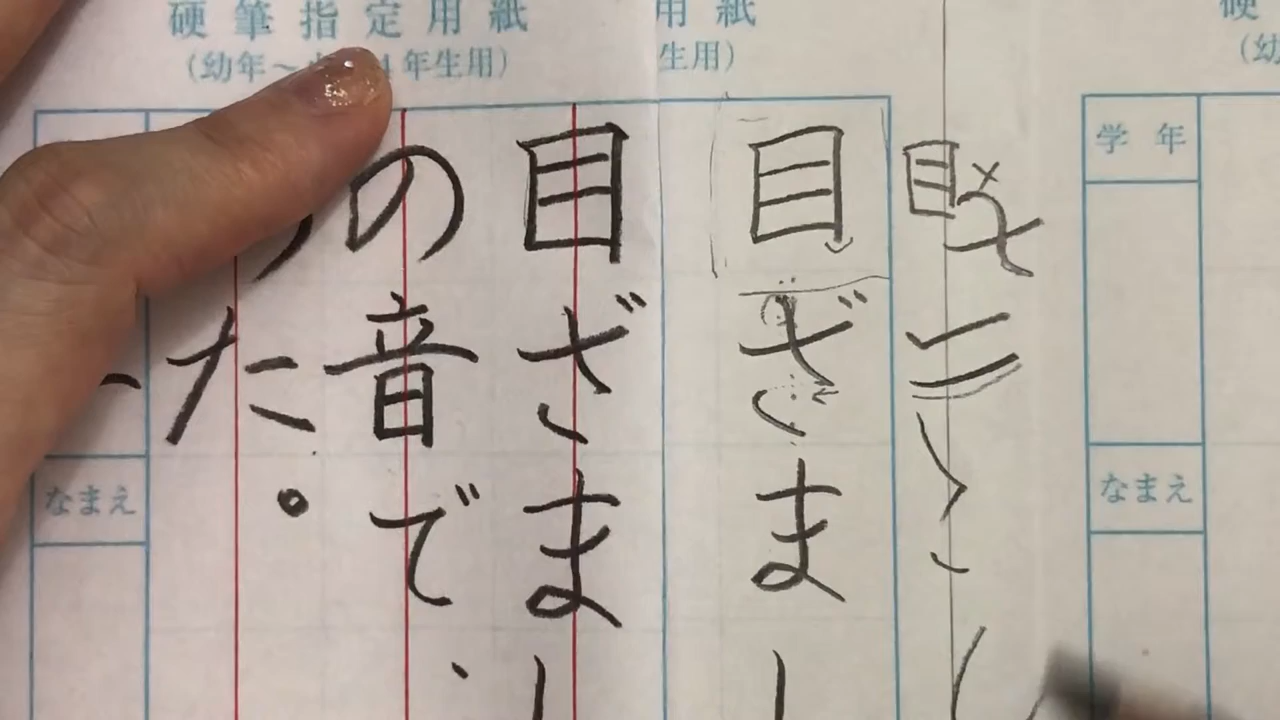 硬筆指定用紙
用紙
硬
(幼年~
4年生用)
生用)
(幼
学年
なまえ
目
目ざまし
目ざまし
の音で、
た。
なまえ